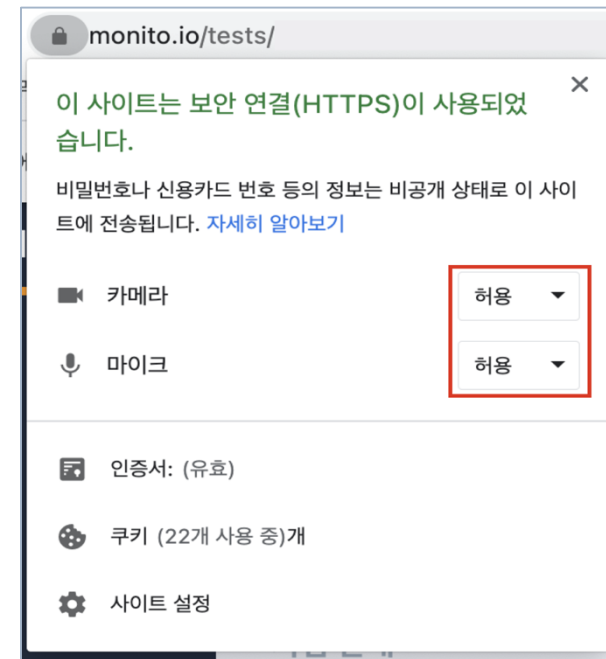 monito.io/tests/
이 사이트는 보안 연결(HTTPS)이 사용되었
습니다.
비밀번호나 신용카드 번호 등의 정보는 비공개 상태로 이 사이
트에 전송됩니다. 자세히 알아보기
카메라 허용
마이크 허용
인증서: (유효)
쿠키 (22개 사용 중)개
사이트 설정